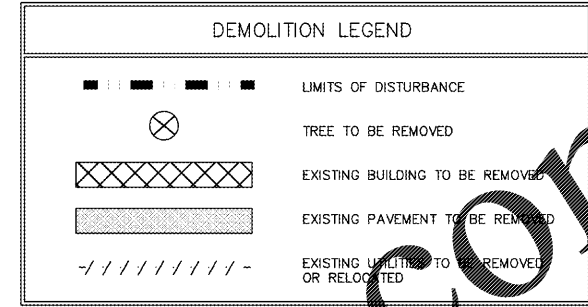 DEMOLITION LEGEND
LIMITS OF DISTURBANCE
TREE TO BE REMOVED
EXISTING BUILDING TO BE REMOVED
EXISTING PAVEMENT TO BE REMOVED
EXISTING UTILITIES TO BE REMOVED
OR RELOCATED